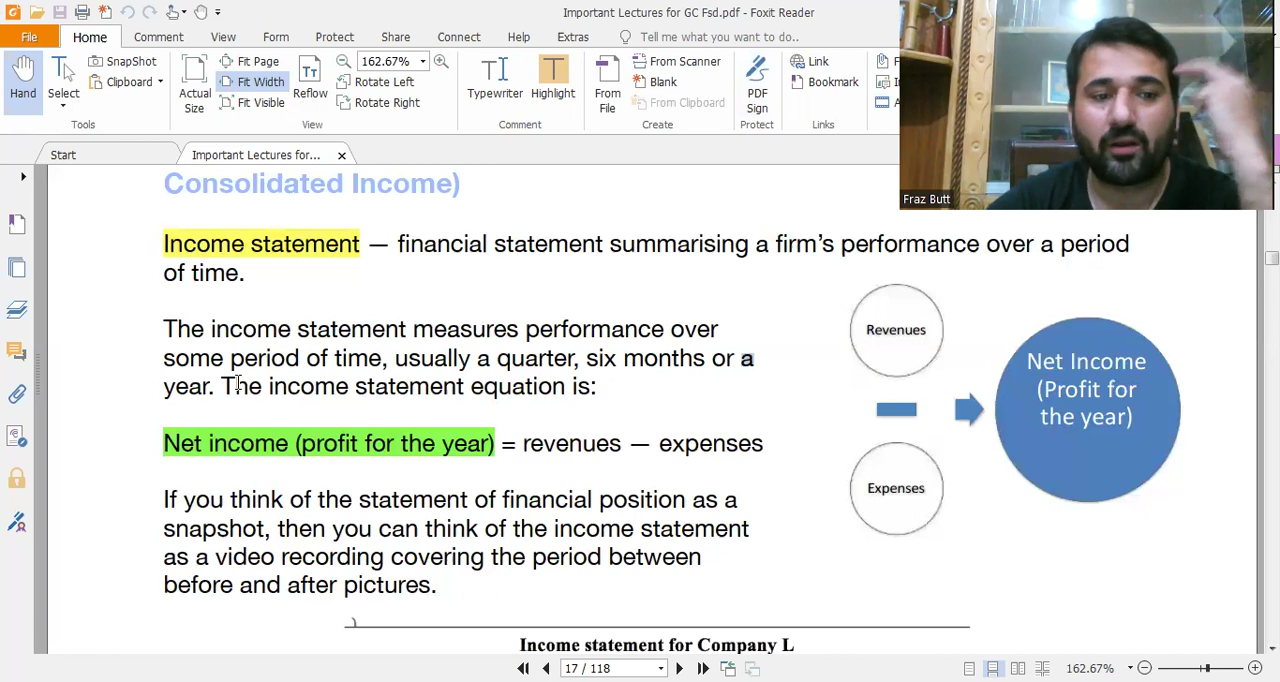 Important Lectures for GC Fsd.pdf - Foxit Reader
File Home Comment View Form Protect Share Connect Help Extras Tell me what you want to do..
Hand
Select
SnapShot
Clipboard
Tools
Actual Size
Fit Page
Fit Width
Fit Visible
Reflow
162.67%
Rotate Left
Rotate Right
View
Typewriter
Highlight
Comment
From File
From Scanner
Blank
From Clipboard
Create
PDF Sign
Protect
Link
Bookmark
Links
Fraz Butt
Start
Important Lectures for...
Consolidated Income)
Income statement — financial statement summarising a firm's performance over a period
of time.
The income statement measures performance over
some period of time, usually a quarter, six months or a
year. The income statement equation is:
Net income (profit for the year) = revenues — expenses
If you think of the statement of financial position as a
snapshot, then you can think of the income statement
as a video recording covering the period between
before and after pictures.
Revenues
Expenses
Net Income
(Profit for
the year)
Income statement for Company L
17 / 118
162.67%